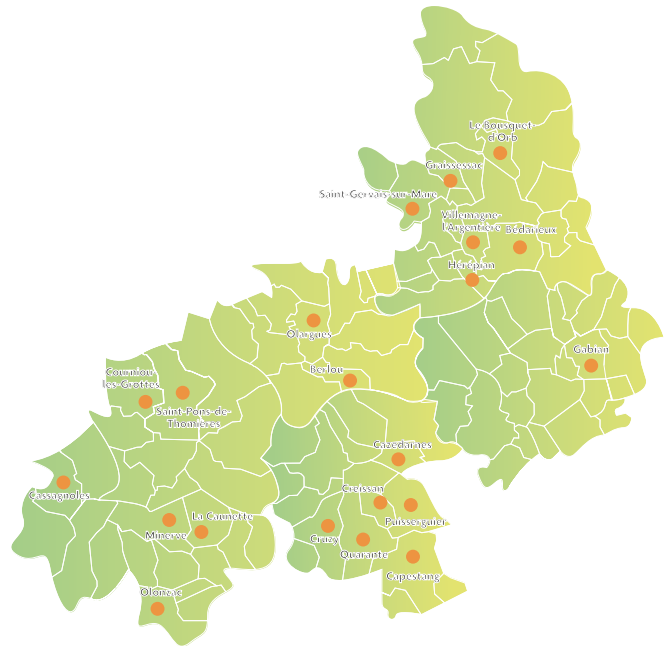 Le Bousquet-
d'Orb
Graissessac
Saint-Gervais-sur-Mare
Villemagne-
l'Argentière
Bédarieux
Hérépian
Olargues
Gabian
Berlou
Courniou-
les-Grottes
Saint-Pons-de-
Thomières
Cazedarnes
Cassagnoles
Creissan
Puisserguier
La Caunette
Minerve
Cruzy
Quarante
Capestang
Olonzac